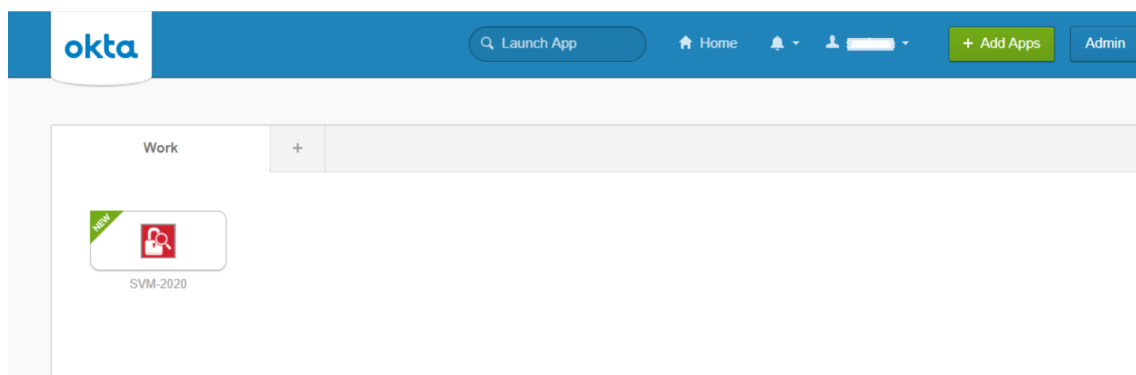 okta
Launch App
Home
+ Add Apps
Admin
Work
+
NEW
SVM-2020